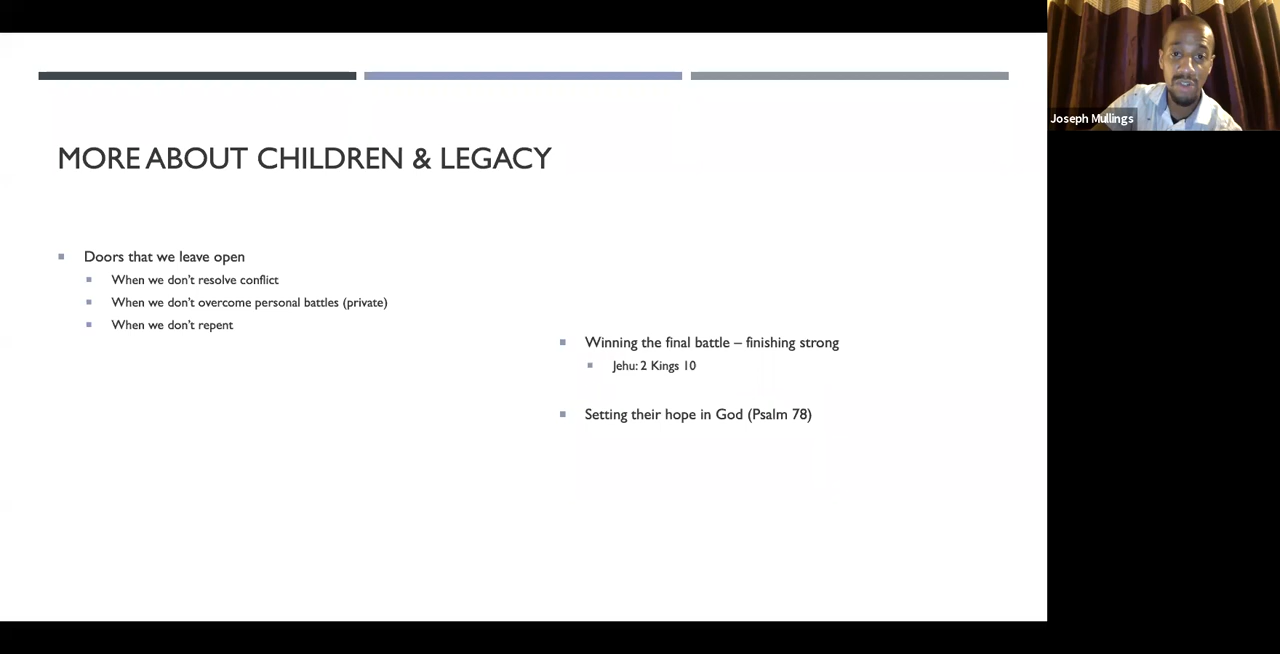 MORE ABOUT CHILDREN & LEGACY
Doors that we leave open
When we don't resolve conflict
When we don't overcome personal battles (private)
When we don't repent
Winning the final battle – finishing strong
Jehu: 2 Kings 10
Setting their hope in God (Psalm 78)
Joseph Mullings